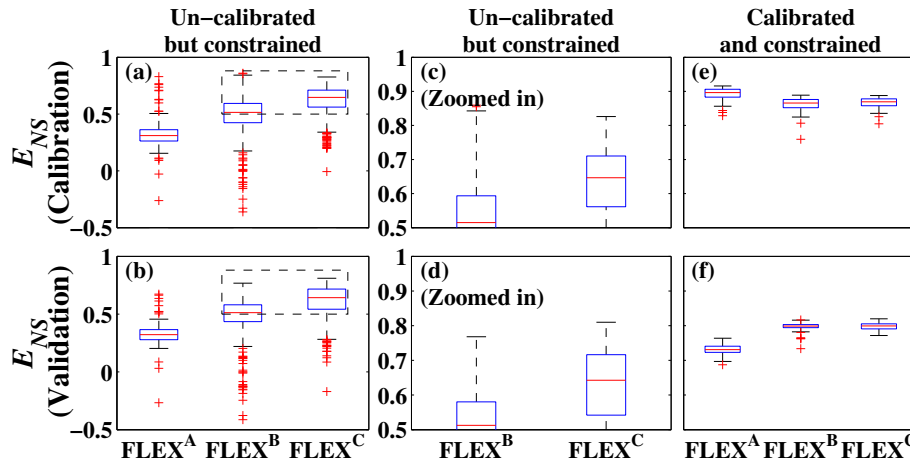 Un-calibrated
but constrained
Un-calibrated
but constrained
Calibrated
and constrained
E_NS
(Calibration)
(a)
1
0.5
0
−0.5
(c)
(Zoomed in)
1
0.9
0.8
0.7
0.6
0.5
(e)
E_NS
(Validation)
(b)
1
0.5
0
−0.5
FLEX^A FLEX^B FLEX^C
(d)
(Zoomed in)
1
0.9
0.8
0.7
0.6
0.5
FLEX^B FLEX^C
(f)
FLEX^A FLEX^B FLEX^C